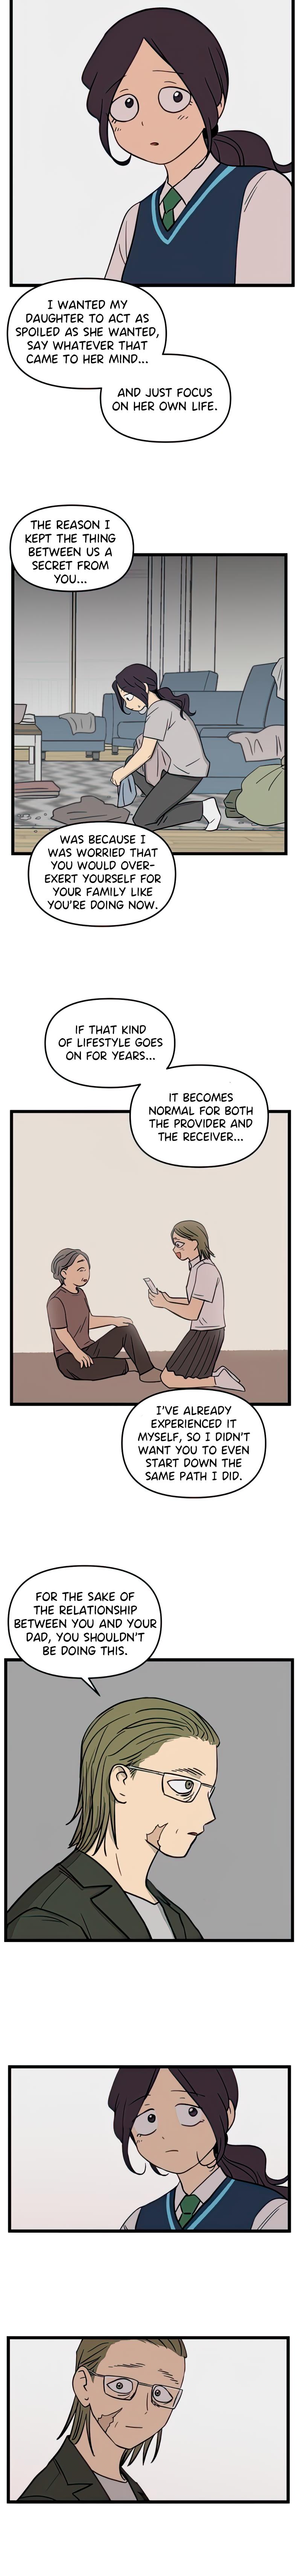 I WANTED MY
DAUGHTER TO ACT AS
SPOILED AS SHE WANTED,
SAY WHATEVER THAT
CAME TO HER MIND...
AND JUST FOCUS
ON HER OWN LIFE.
THE REASON I
KEPT THE THING
BETWEEN US A
SECRET FROM
YOU...
WAS BECAUSE I
WAS WORRIED THAT
YOU WOULD OVER-
EXERT YOURSELF FOR
YOUR FAMILY LIKE
YOU'RE DOING NOW.
IF THAT KIND
OF LIFESTYLE GOES
ON FOR YEARS...
IT BECOMES
NORMAL FOR BOTH
THE PROVIDER AND
THE RECEIVER...
I'VE ALREADY
EXPERIENCED IT
MYSELF, SO I DIDN'T
WANT YOU TO EVEN
START DOWN THE
SAME PATH I DID.
FOR THE SAKE OF
THE RELATIONSHIP
BETWEEN YOU AND YOUR
DAD, YOU SHOULDN'T
BE DOING THIS.